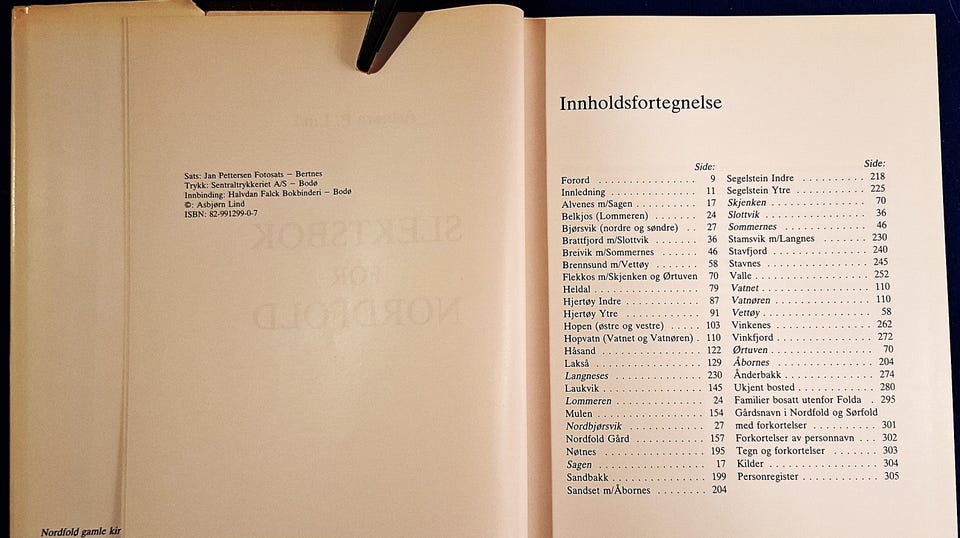 Sats: Jan Pettersen Fotosats – Bertnes
Trykk: Sentraltrykkeriet A/S – Bodø
Innbinding: Halvdan Falck Bokbinderi – Bodø
©: Asbjørn Lind
ISBN: 82-991299-0-7
SLEKTSBOK
FOR
NORDFOLD
Nordfold gamle kir
Innholdsfortegnelse
Side:
Forord . . . . . . . . . . . . . . . . . 9
Innledning . . . . . . . . . . . . . . 11
Alvenes m/Sagen . . . . . . . . . 17
Belkjos (Lommeren) . . . . . . . 24
Bjørsvik (nordre og søndre) . . 27
Brattfjord m/Slottvik . . . . . . . 36
Breivik m/Sommernes . . . . . . 46
Brennsund m/Vettøy . . . . . . . 58
Flekkos m/Skjenken og Ørtuven 70
Heldal . . . . . . . . . . . . . . . . . 79
Hjertøy Indre . . . . . . . . . . . . 87
Hjertøy Ytre . . . . . . . . . . . . . 91
Hopen (østre og vestre) . . . . . 103
Hopvatn (Vatnet og Vatnøren) . 110
Håsand . . . . . . . . . . . . . . . . 122
Lakså . . . . . . . . . . . . . . . . . 129
Langneses . . . . . . . . . . . . . . 230
Laukvik . . . . . . . . . . . . . . . . 145
Lommeren . . . . . . . . . . . . . . 24
Mulen . . . . . . . . . . . . . . . . . 154
Nordbjørsvik . . . . . . . . . . . . 27
Nordfold Gård . . . . . . . . . . . 157
Nøtnes . . . . . . . . . . . . . . . . 195
Sagen . . . . . . . . . . . . . . . . . 17
Sandbakk . . . . . . . . . . . . . . 199
Sandset m/Åbornes . . . . . . . . 204
Side:
Segelstein Indre . . . . . . . . . . 218
Segelstein Ytre . . . . . . . . . . . 225
Skjenken . . . . . . . . . . . . . . . 70
Slottvik . . . . . . . . . . . . . . . . 36
Sommernes . . . . . . . . . . . . . 46
Stamsvik m/Langnes . . . . . . . 230
Stavfjord . . . . . . . . . . . . . . . 240
Stavnes . . . . . . . . . . . . . . . . 245
Valle . . . . . . . . . . . . . . . . . . 252
Vatnet . . . . . . . . . . . . . . . . . 110
Vatnøren . . . . . . . . . . . . . . . 110
Vettøy . . . . . . . . . . . . . . . . . 58
Vinkenes . . . . . . . . . . . . . . . 262
Vinkfjord . . . . . . . . . . . . . . . 272
Ørtuven . . . . . . . . . . . . . . . . 70
Åbornes . . . . . . . . . . . . . . . . 204
Ånderbakk . . . . . . . . . . . . . . 274
Ukjent bosted . . . . . . . . . . . . 280
Familier bosatt utenfor Folda . 295
Gårdsnavn i Nordfold og Sørfold
med forkortelser . . . . . . . . . . 301
Forkortelser av personnavn . . . 302
Tegn og forkortelser . . . . . . . 303
Kilder . . . . . . . . . . . . . . . . . 304
Personregister . . . . . . . . . . . . 305